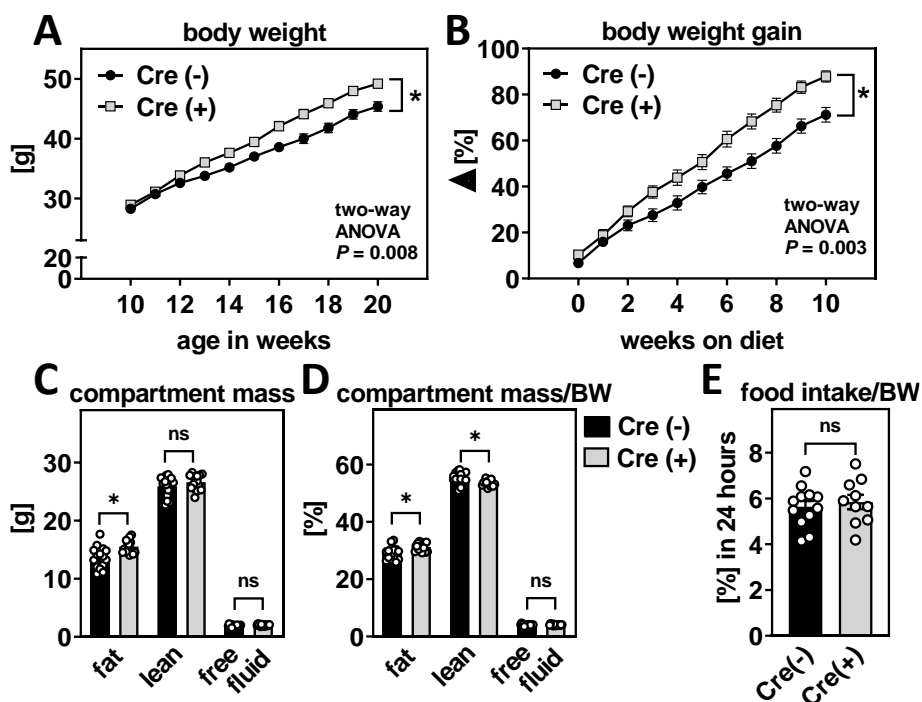 A
body weight
Cre (-)
Cre (+)
*
[g]
50
40
30
20
0
two-way
ANOVA
P = 0.008
10 12 14 16 18 20
age in weeks
B
body weight gain
Cre (-)
Cre (+)
*
▲ [%]
100
80
60
40
20
0
two-way
ANOVA
P = 0.003
0 2 4 6 8 10
weeks on diet
C
compartment mass
[g]
30
20
10
0
*
ns
ns
fat
lean
free
fluid
D
compartment mass/BW
[%]
60
40
20
0
*
*
ns
fat
lean
free
fluid
Cre (-)
Cre (+)
E
food intake/BW
[%] in 24 hours
8
6
4
2
0
ns
Cre(-)
Cre(+)